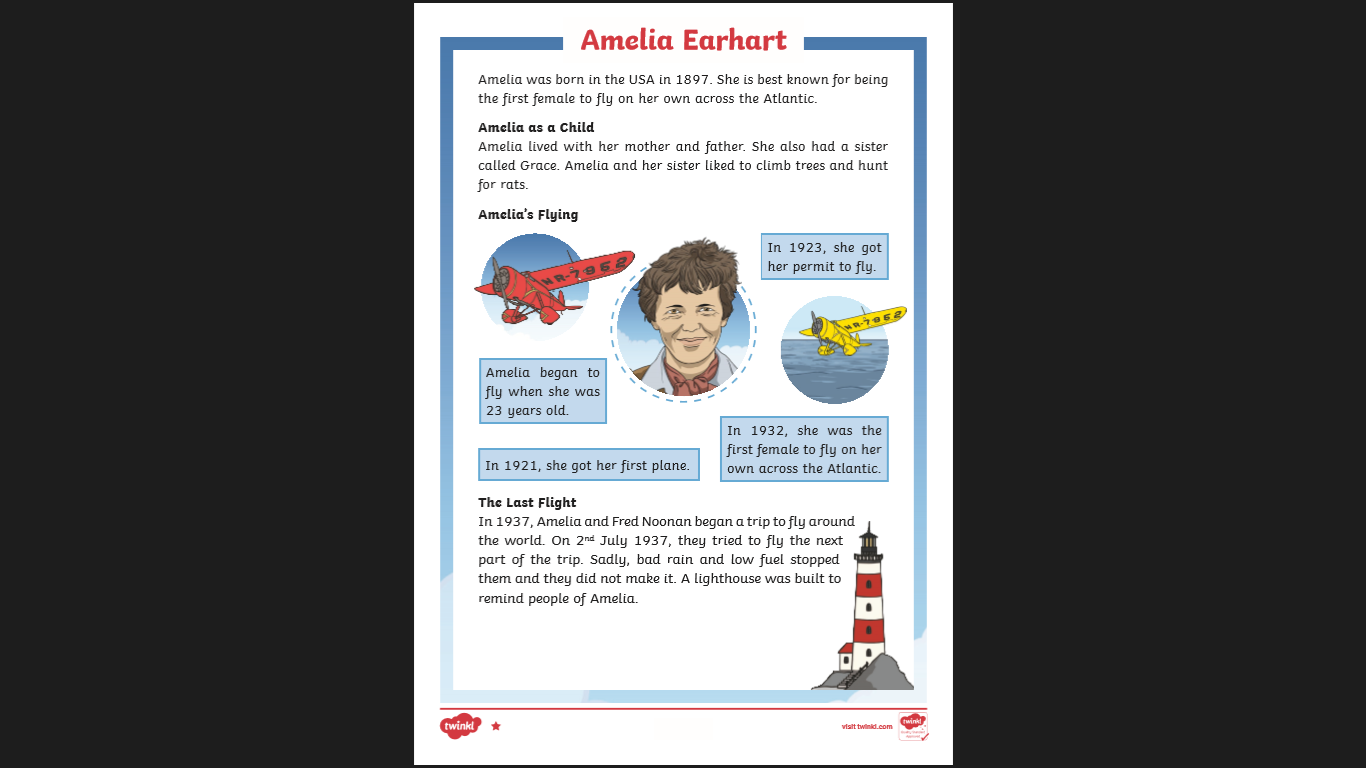 Amelia Earhart
Amelia was born in the USA in 1897. She is best known for being
the first female to fly on her own across the Atlantic.
Amelia as a Child
Amelia lived with her mother and father. She also had a sister
called Grace. Amelia and her sister liked to climb trees and hunt
for rats.
Amelia's Flying
NR-7952
In 1923, she got
her permit to fly.
NR-7952
Amelia began to
fly when she was
23 years old.
In 1932, she was the
first female to fly on her
own across the Atlantic.
In 1921, she got her first plane.
The Last Flight
In 1937, Amelia and Fred Noonan began a trip to fly around
the world. On 2nd July 1937, they tried to fly the next
part of the trip. Sadly, bad rain and low fuel stopped
them and they did not make it. A lighthouse was built to
remind people of Amelia.
twinkl
visit twinkl.com
twinkl